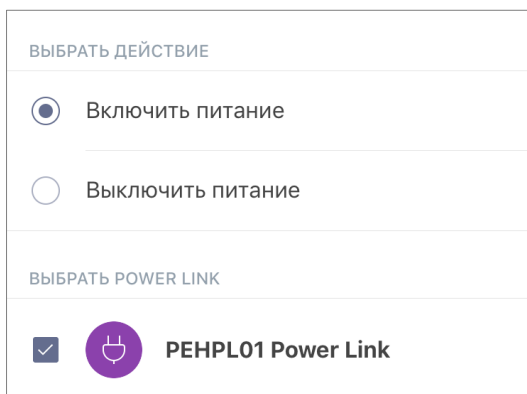 ВЫБРАТЬ ДЕЙСТВИЕ
Включить питание
Выключить питание
ВЫБРАТЬ POWER LINK
PEHPL01 Power Link